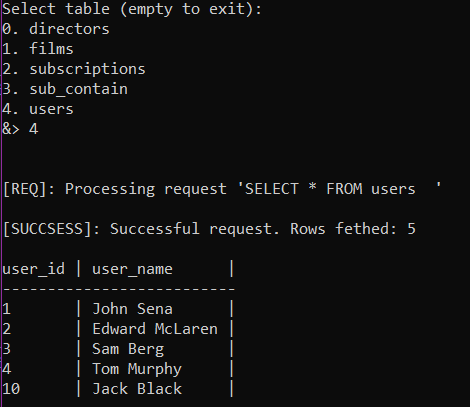 Select table (empty to exit):
0. directors
1. films
2. subscriptions
3. sub_contain
4. users
&> 4
[REQ]: Processing request 'SELECT * FROM users  '
[SUCCSESS]: Successful request. Rows fethed: 5
user_id | user_name      |
--------------------------
1       | John Sena      |
2       | Edward McLaren |
3       | Sam Berg       |
4       | Tom Murphy     |
10      | Jack Black     |